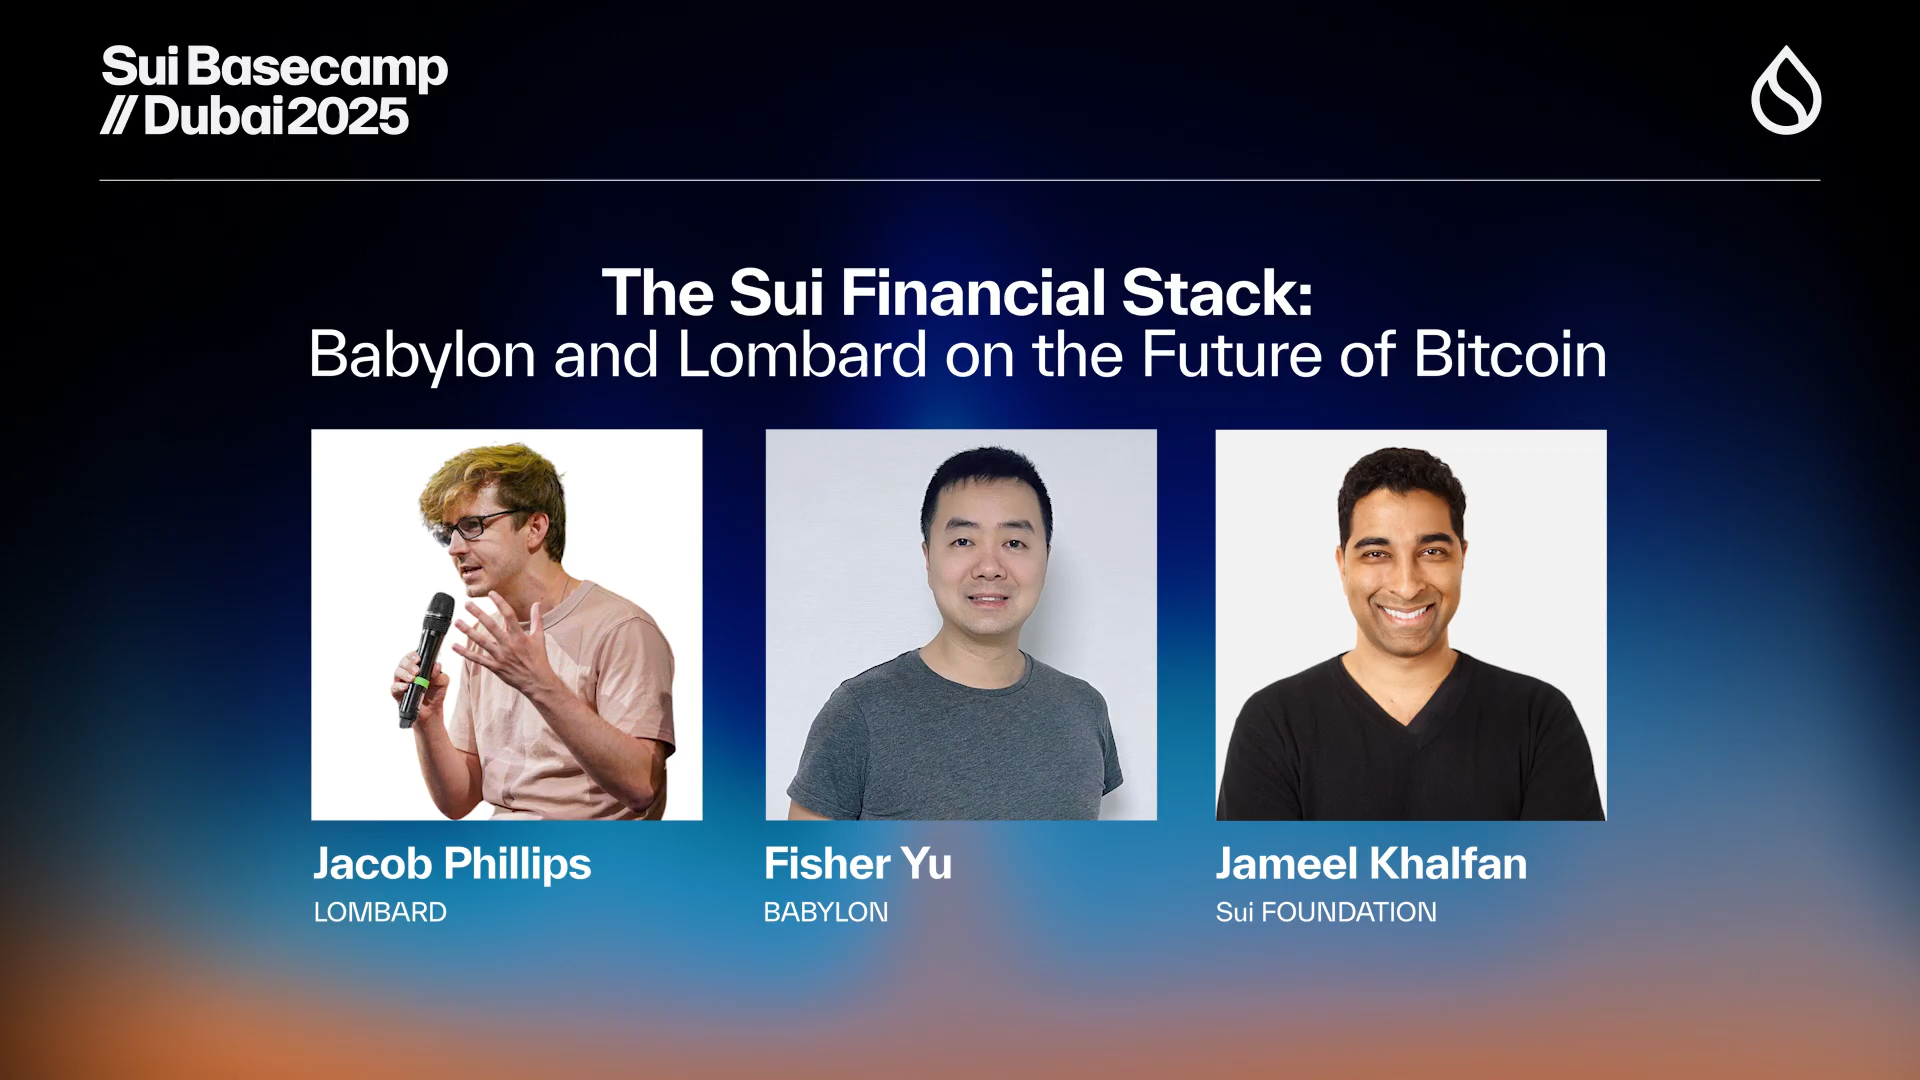 Sui Basecamp
// Dubai 2025
The Sui Financial Stack:
Babylon and Lombard on the Future of Bitcoin
Jacob Phillips
LOMBARD
Fisher Yu
BABYLON
Jameel Khalfan
Sui FOUNDATION